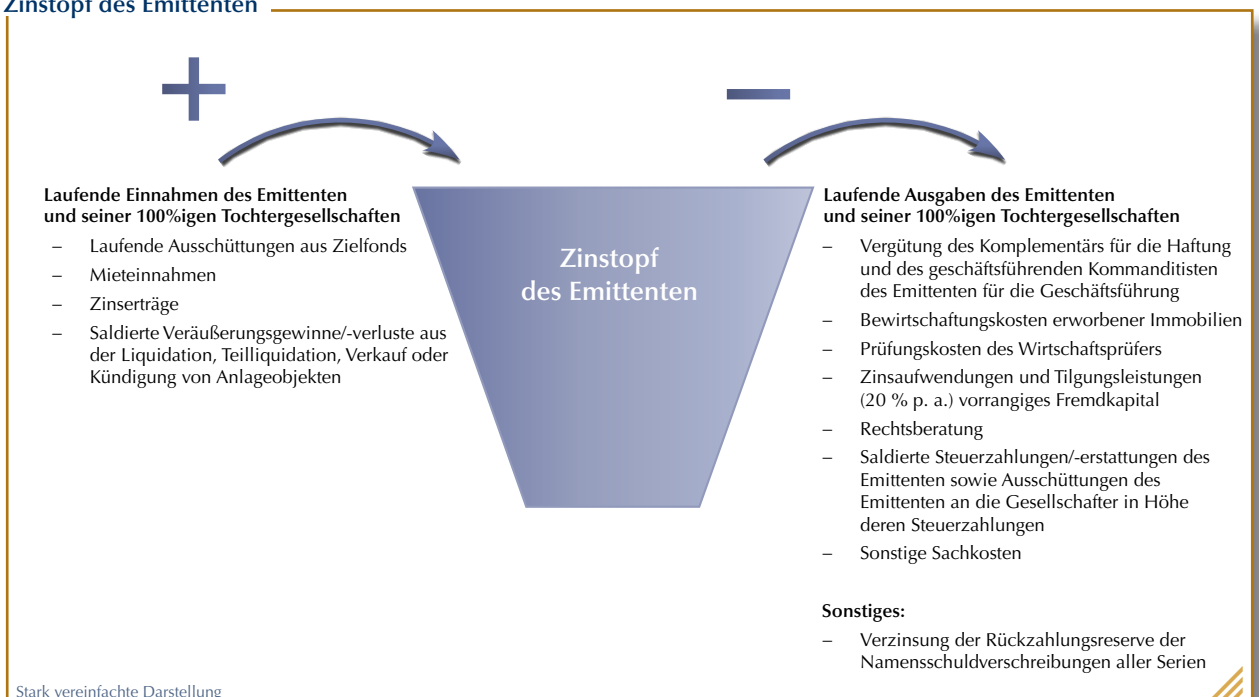 Zinstopf des Emittenten
+
–
Laufende Einnahmen des Emittenten
und seiner 100%igen Tochtergesellschaften
– Laufende Ausschüttungen aus Zielfonds
– Mieteinnahmen
– Zinserträge
– Saldierte Veräußerungsgewinne/-verluste aus
der Liquidation, Teilliquidation, Verkauf oder
Kündigung von Anlageobjekten
Zinstopf
des Emittenten
Laufende Ausgaben des Emittenten
und seiner 100%igen Tochtergesellschaften
– Vergütung des Komplementärs für die Haftung
und des geschäftsführenden Kommanditisten
des Emittenten für die Geschäftsführung
– Bewirtschaftungskosten erworbener Immobilien
– Prüfungskosten des Wirtschaftsprüfers
– Zinsaufwendungen und Tilgungsleistungen
(20 % p. a.) vorrangiges Fremdkapital
– Rechtsberatung
– Saldierte Steuerzahlungen/-erstattungen des
Emittenten sowie Ausschüttungen des
Emittenten an die Gesellschafter in Höhe
deren Steuerzahlungen
– Sonstige Sachkosten
Sonstiges:
– Verzinsung der Rückzahlungsreserve der
Namensschuldverschreibungen aller Serien
Stark vereinfachte Darstellung